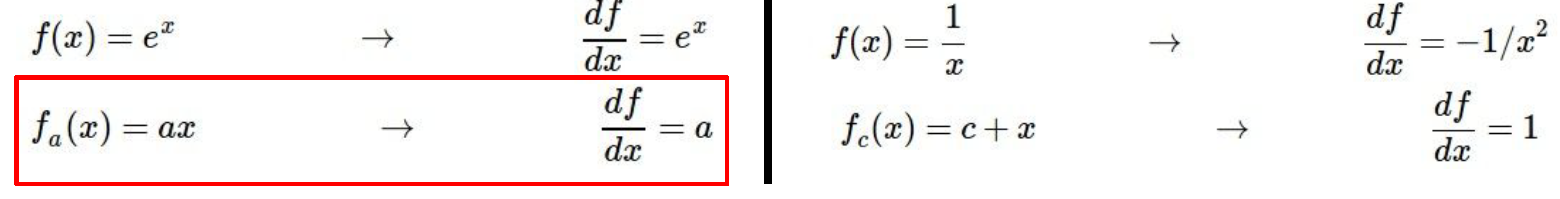 f(x) = e^x → df/dx = e^x
f_a(x) = ax → df/dx = a
f(x) = 1/x → df/dx = −1/x^2
f_c(x) = c + x → df/dx = 1